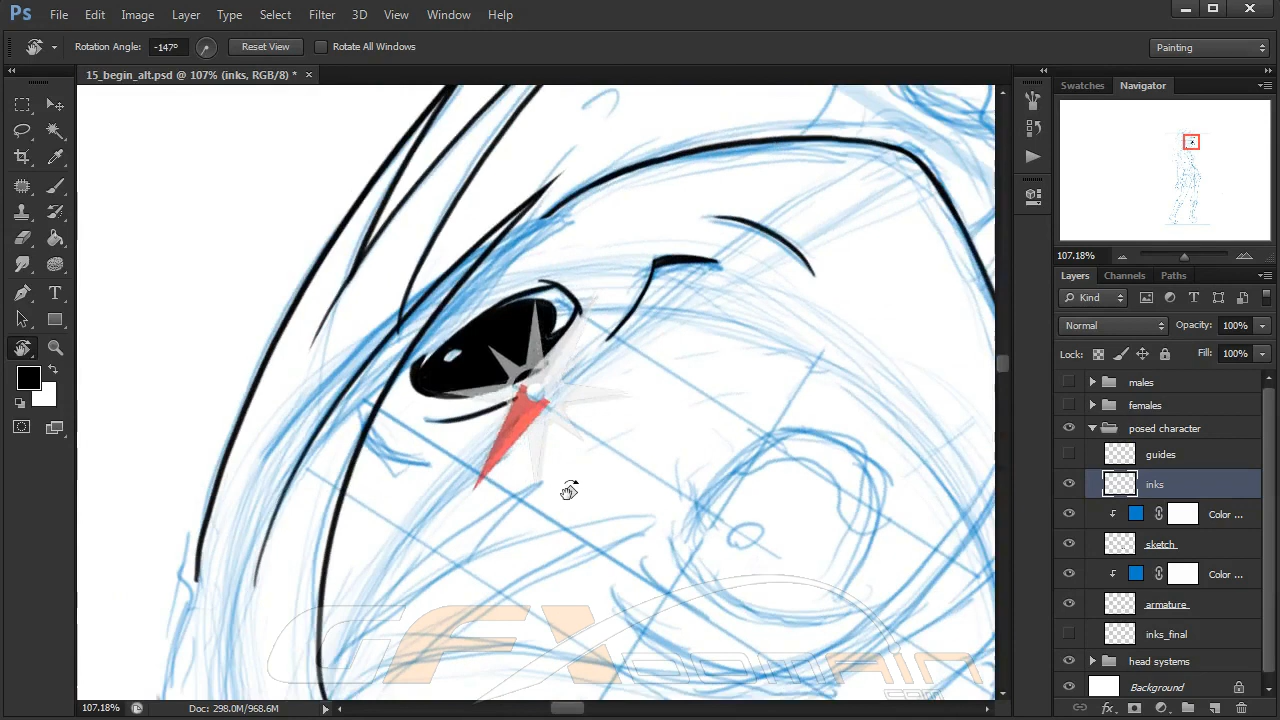 Ps File Edit Image Layer Type Select Filter 3D View Window Help
Rotation Angle: -147° Reset View Rotate All Windows Painting
15_begin_alt.psd @ 107% (inks, RGB/8) * ×
Swatches Navigator
107.18%
Layers Channels Paths
Kind
Normal Opacity: 100%
Lock: Fill: 100%
males
females
posed character
guides
inks
Color ...
sketch
Color ...
armature
inks_final
head systems
Background
GFXDOMAIN
.COM
107.18% Doc: 28.0M/968.6M